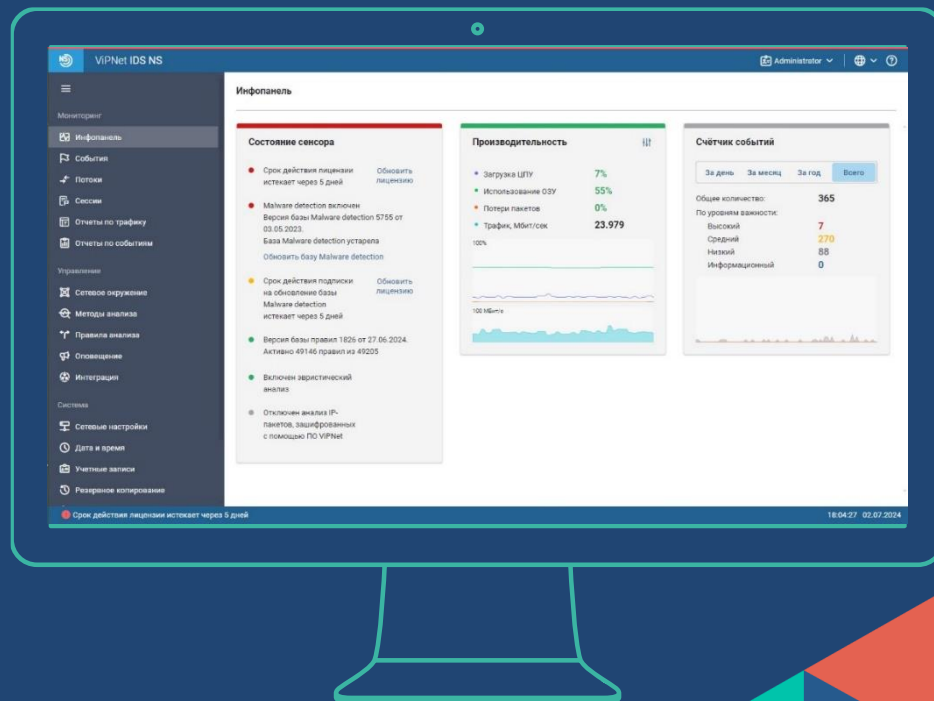 ViPNet IDS NS
Administrator
Мониторинг
Инфопанель
События
Потоки
Сессии
Отчеты по трафику
Отчеты по событиям
Управление
Сетевое окружение
Методы анализа
Правила анализа
Оповещение
Интеграция
Система
Сетевые настройки
Дата и время
Учетные записи
Резервное копирование
Инфопанель
Состояние сенсора
Срок действия лицензии
истекает через 5 дней
Обновить
лицензию
Malware detection включен
Версия базы Malware detection 5755 от
03.05.2023.
База Malware detection устарела
Обновить базу Malware detection
Срок действия подписки
на обновление базы
Malware detection
истекает через 5 дней
Обновить
лицензию
Версия базы правил 1826 от 27.06.2024.
Активно 49146 правил из 49205
Включен эвристический
анализ
Отключен анализ IP-
пакетов, зашифрованных
с помощью ПО ViPNet
Производительность
Загрузка ЦПУ 7%
Использование ОЗУ 55%
Потери пакетов 0%
Трафик, Мбит/сек 23.979
100%
100 МБит/с
Счётчик событий
За день За месяц За год Всего
Общее количество: 365
По уровням важности:
Высокий 7
Средний 270
Низкий 88
Информационный 0
Срок действия лицензии истекает через 5 дней
18:04:27 02.07.2024